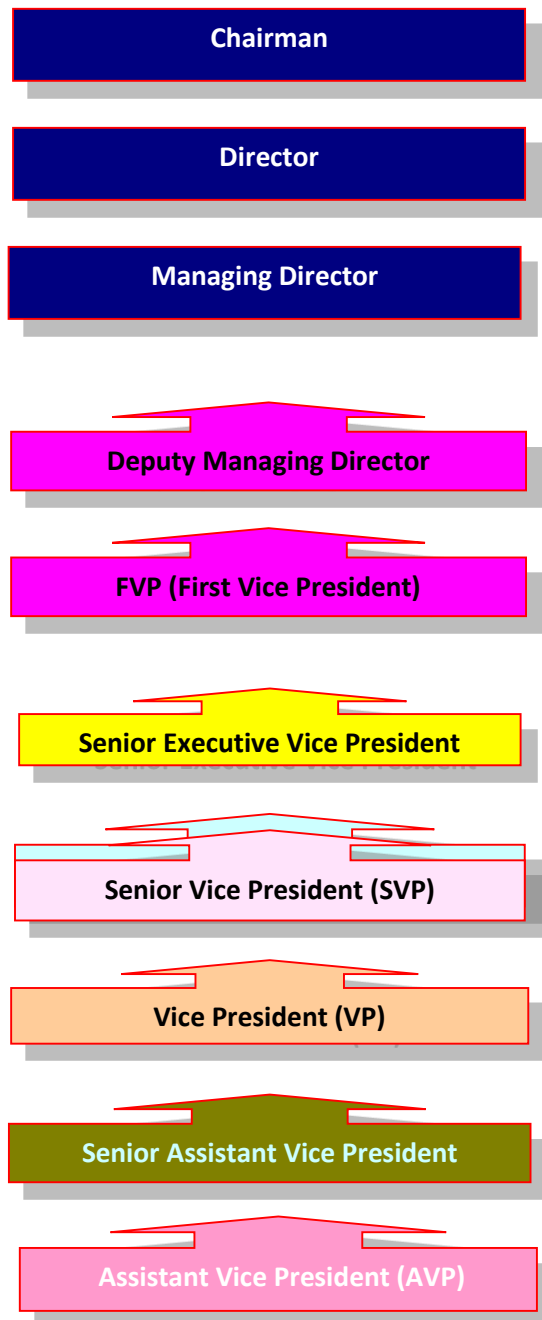 Chairman
Director
Managing Director
Deputy Managing Director
FVP (First Vice President)
Senior Executive Vice President
Senior Vice President (SVP)
Vice President (VP)
Senior Assistant Vice President
Assistant Vice President (AVP)